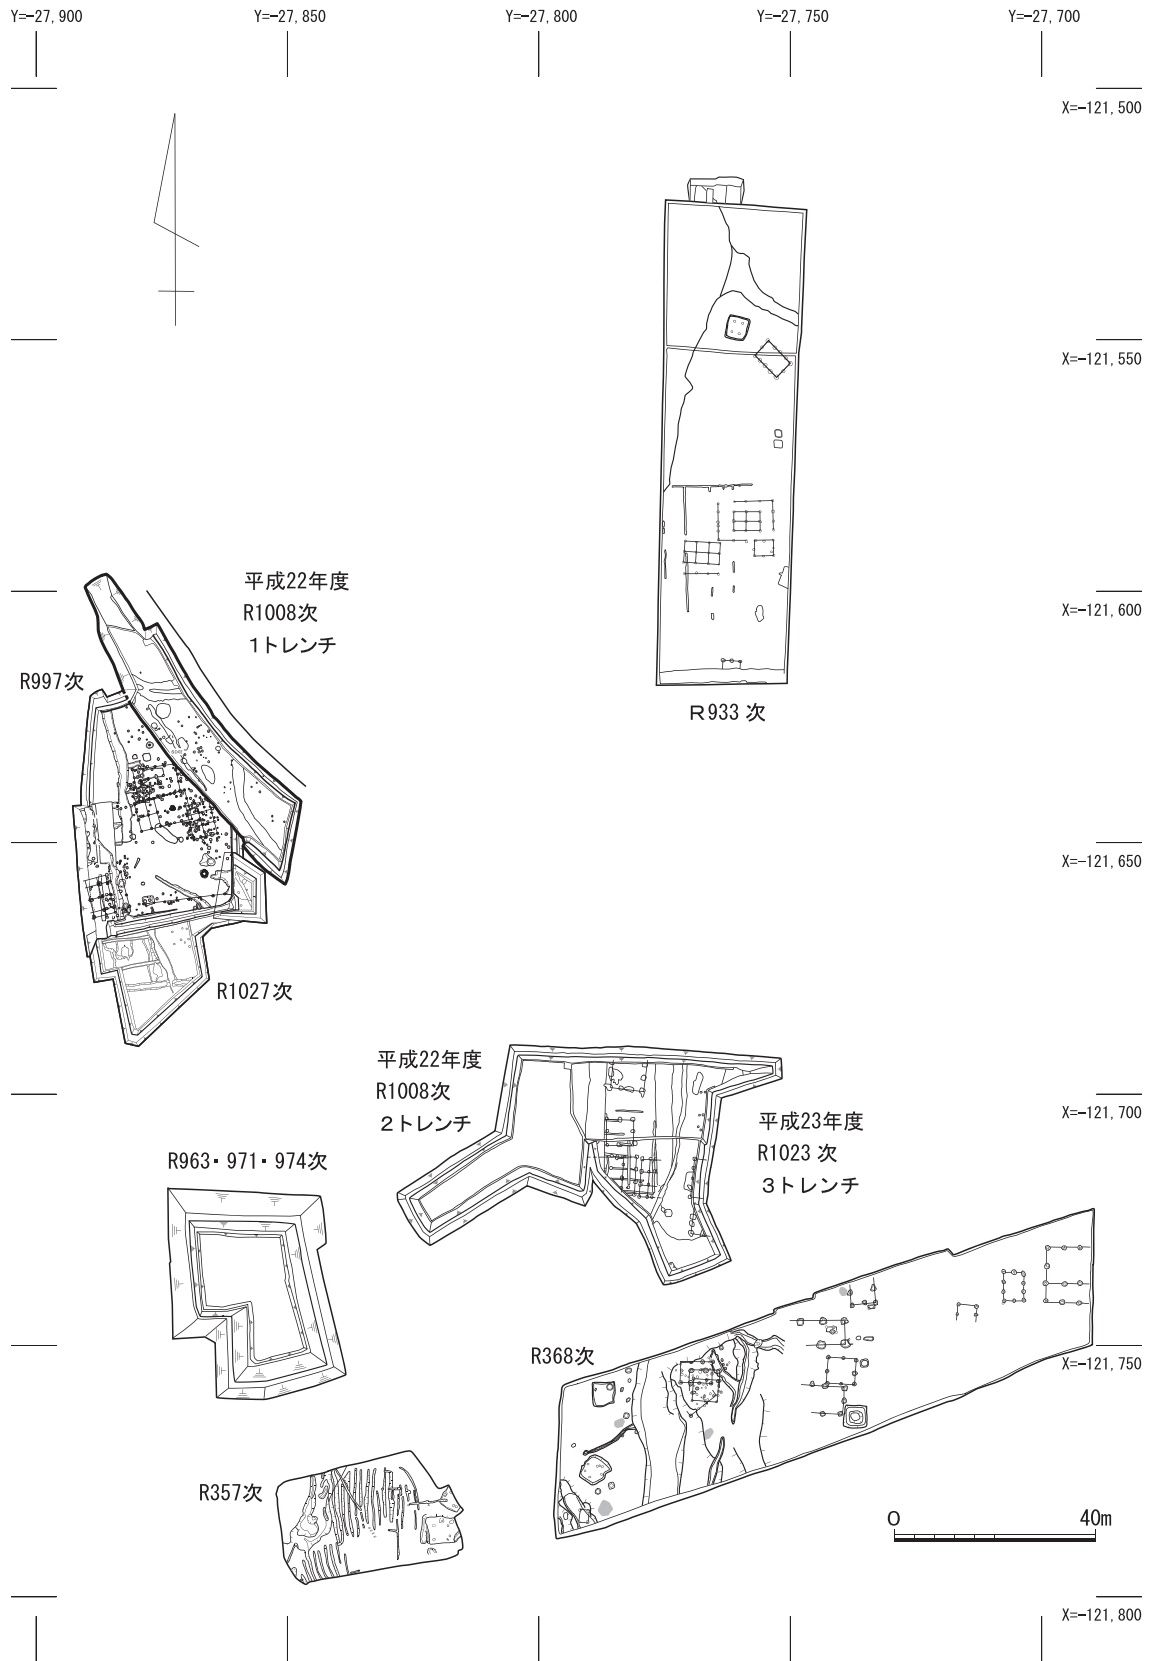 Y=-27,900
Y=-27,850
Y=-27,800
Y=-27,750
Y=-27,700
X=-121,500
X=-121,550
平成22年度
R1008次
1トレンチ
X=-121,600
R997次
R933次
X=-121,650
R1027次
平成22年度
R1008次
2トレンチ
X=-121,700
平成23年度
R1023次
3トレンチ
R963・971・974次
R368次
X=-121,750
R357次
0
40m
X=-121,800